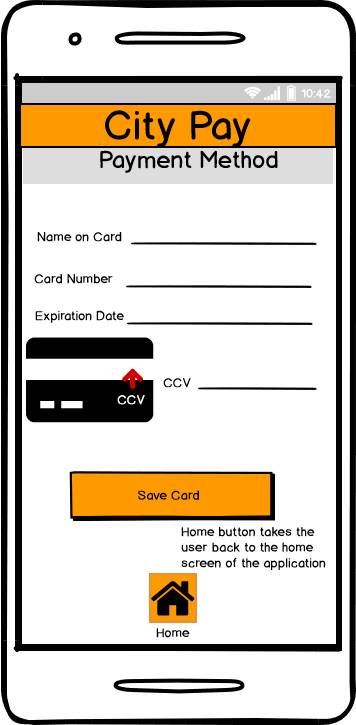 10:42
City Pay
Payment Method
Name on Card
Card Number
Expiration Date
CCV
CCV
Save Card
Home button takes the
user back to the home
screen of the application
Home